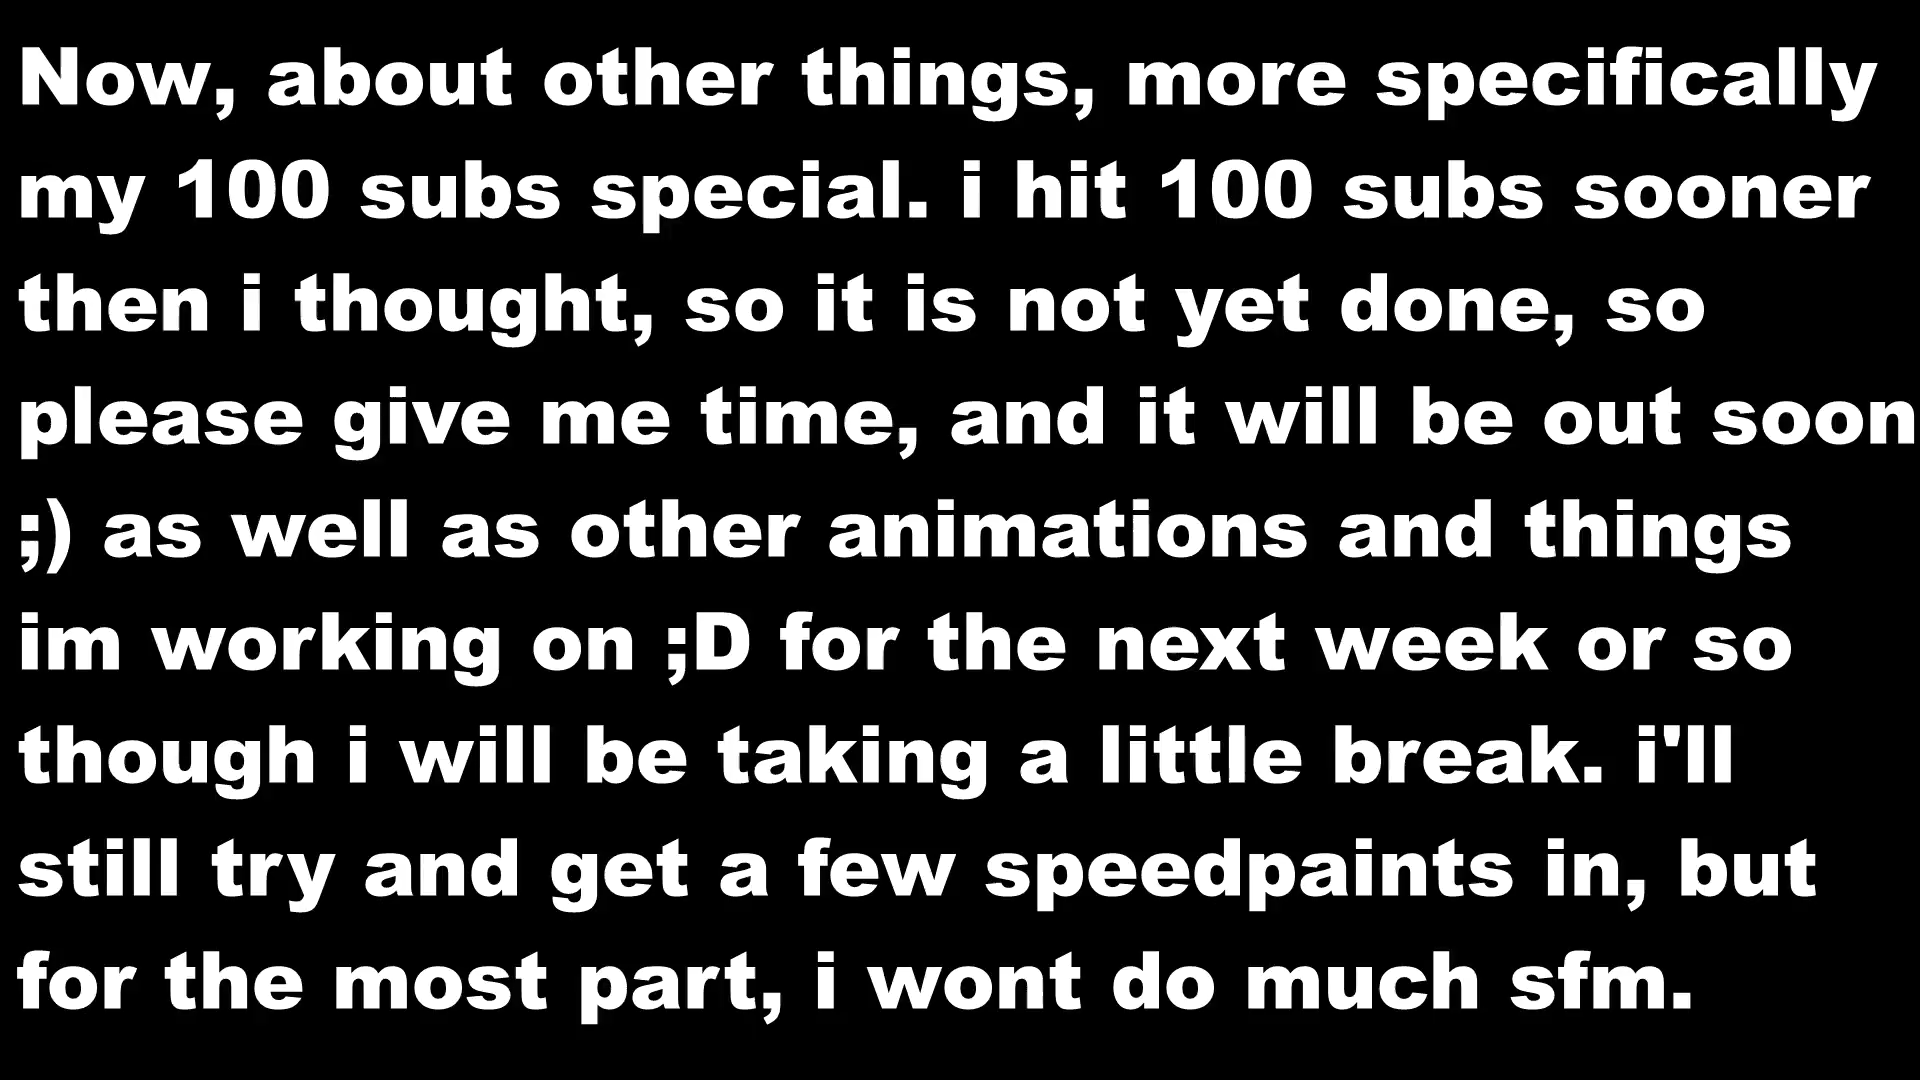 Now, about other things, more specifically
my 100 subs special. i hit 100 subs sooner
then i thought, so it is not yet done, so
please give me time, and it will be out soon
;) as well as other animations and things
im working on ;D for the next week or so
though i will be taking a little break. i'll
still try and get a few speedpaints in, but
for the most part, i wont do much sfm.